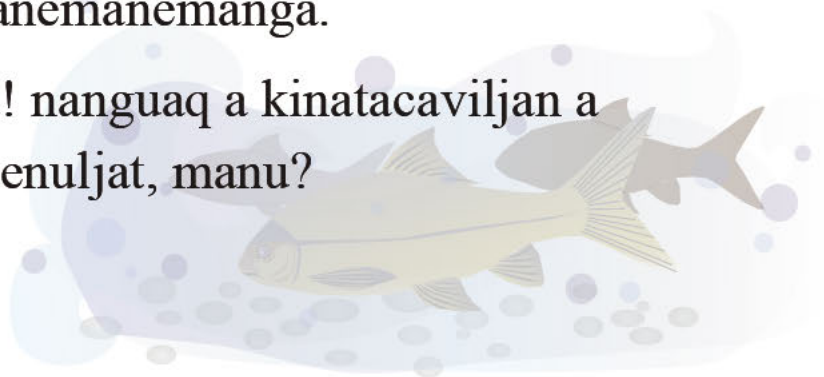 anemanemanga.
! nanguaq a kinatacaviljan a
enuljat, manu?